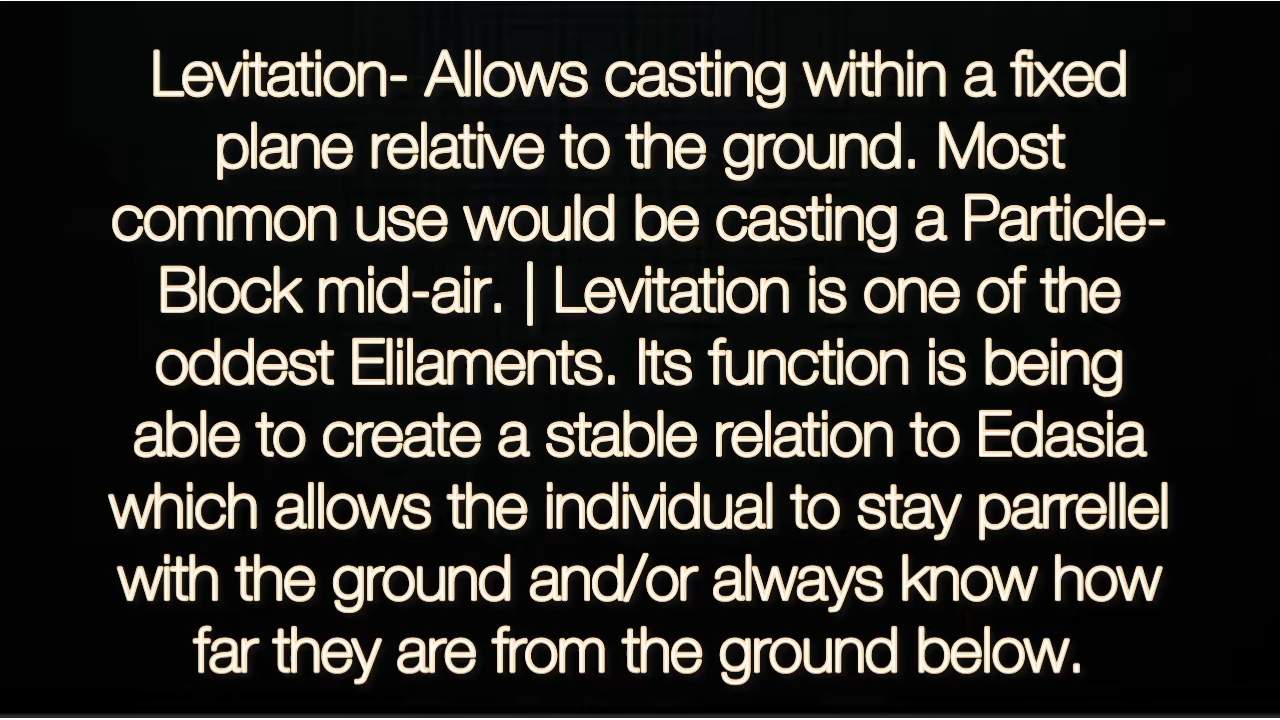 Levitation- Allows casting within a fixed
plane relative to the ground. Most
common use would be casting a Particle-
Block mid-air. | Levitation is one of the
oddest Elilaments. Its function is being
able to create a stable relation to Edasia
which allows the individual to stay parrellel
with the ground and/or always know how
far they are from the ground below.